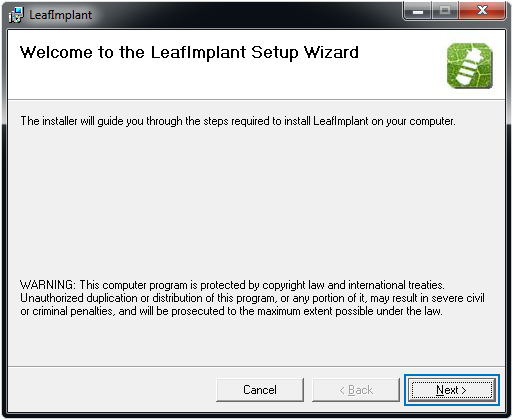 LeafImplant
Welcome to the LeafImplant Setup Wizard
The installer will guide you through the steps required to install LeafImplant on your computer.
WARNING: This computer program is protected by copyright law and international treaties.
Unauthorized duplication or distribution of this program, or any portion of it, may result in severe civil
or criminal penalties, and will be prosecuted to the maximum extent possible under the law.
Cancel < Back Next >